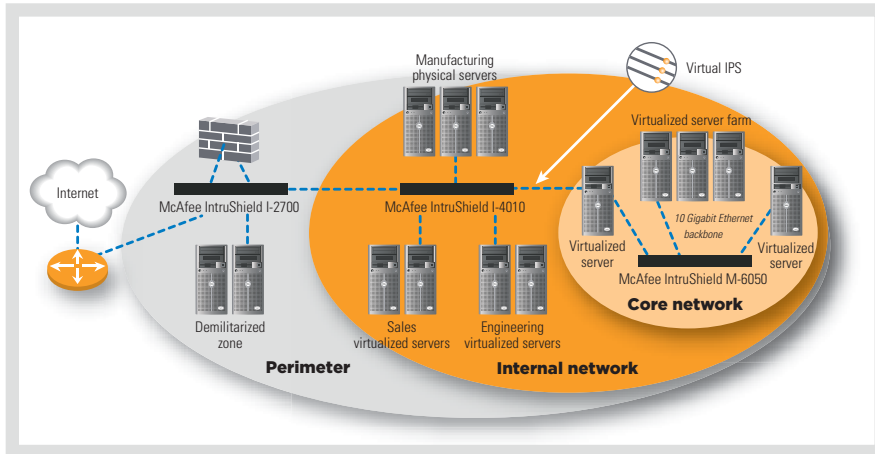 Manufacturing
physical servers
Virtual IPS
Virtualized server farm
Internet
McAfee IntruShield I-2700
McAfee IntruShield I-4010
10 Gigabit Ethernet
backbone
Virtualized
server
Virtualized
server
McAfee IntruShield M-6050
Core network
Demilitarized
zone
Sales
virtualized servers
Engineering
virtualized servers
Perimeter
Internal network